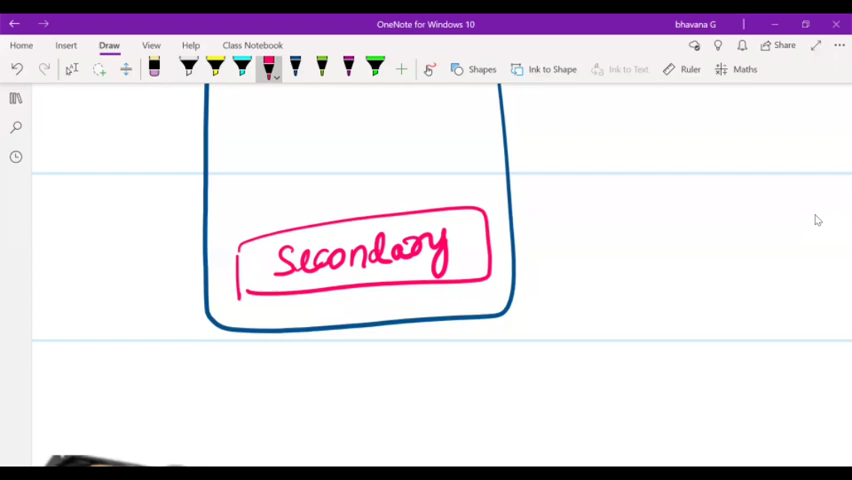 OneNote for Windows 10
bhavana G
Home Insert Draw View Help Class Notebook
Share
Shapes Ink to Shape Ink to Text Ruler Maths
Secondary